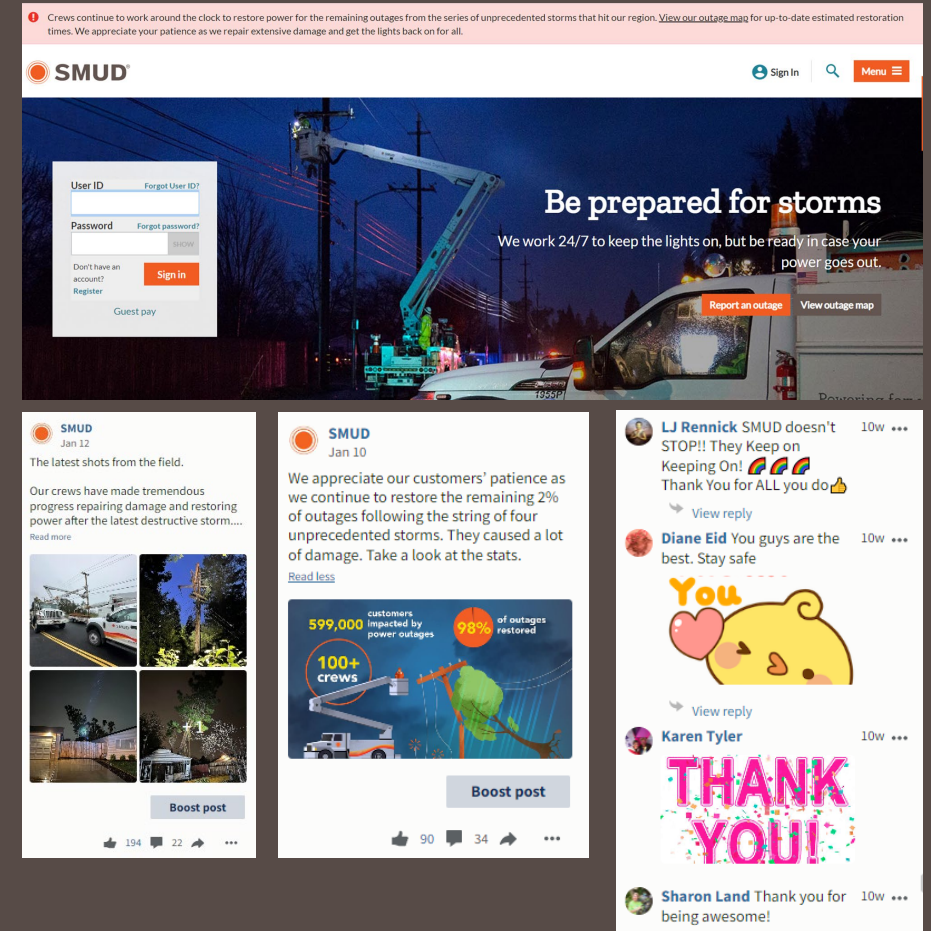 Crews continue to work around the clock to restore power for the remaining outages from the series of unprecedented storms that hit our region. View our outage map for up-to-date estimated restoration
times. We appreciate your patience as we repair extensive damage and get the lights back on for all.
SMUD®
Sign In
Menu
User ID
Forgot User ID?
Password
Forgot password?
SHOW
Don't have an
account?
Register
Sign in
Guest pay
Be prepared for storms
We work 24/7 to keep the lights on, but be ready in case your
power goes out.
Report an outage
View outage map
1955P
Powering
SMUD
Jan 12
The latest shots from the field.
Our crews have made tremendous
progress repairing damage and restoring
power after the latest destructive storm....
Read more
+1
Boost post
194
22
SMUD
Jan 10
We appreciate our customers' patience as
we continue to restore the remaining 2%
of outages following the string of four
unprecedented storms. They caused a lot
of damage. Take a look at the stats.
Read less
599,000 customers
impacted by
power outages
98% of outages
restored
100+
crews
Boost post
90
34
LJ Rennick SMUD doesn't 10w
STOP!! They Keep on
Keeping On! 🌈🌈🌈
Thank You for ALL you do👍
View reply
Diane Eid You guys are the 10w
best. Stay safe
You
View reply
Karen Tyler 10w
THANK
YOU!
Sharon Land Thank you for 10w
being awesome!